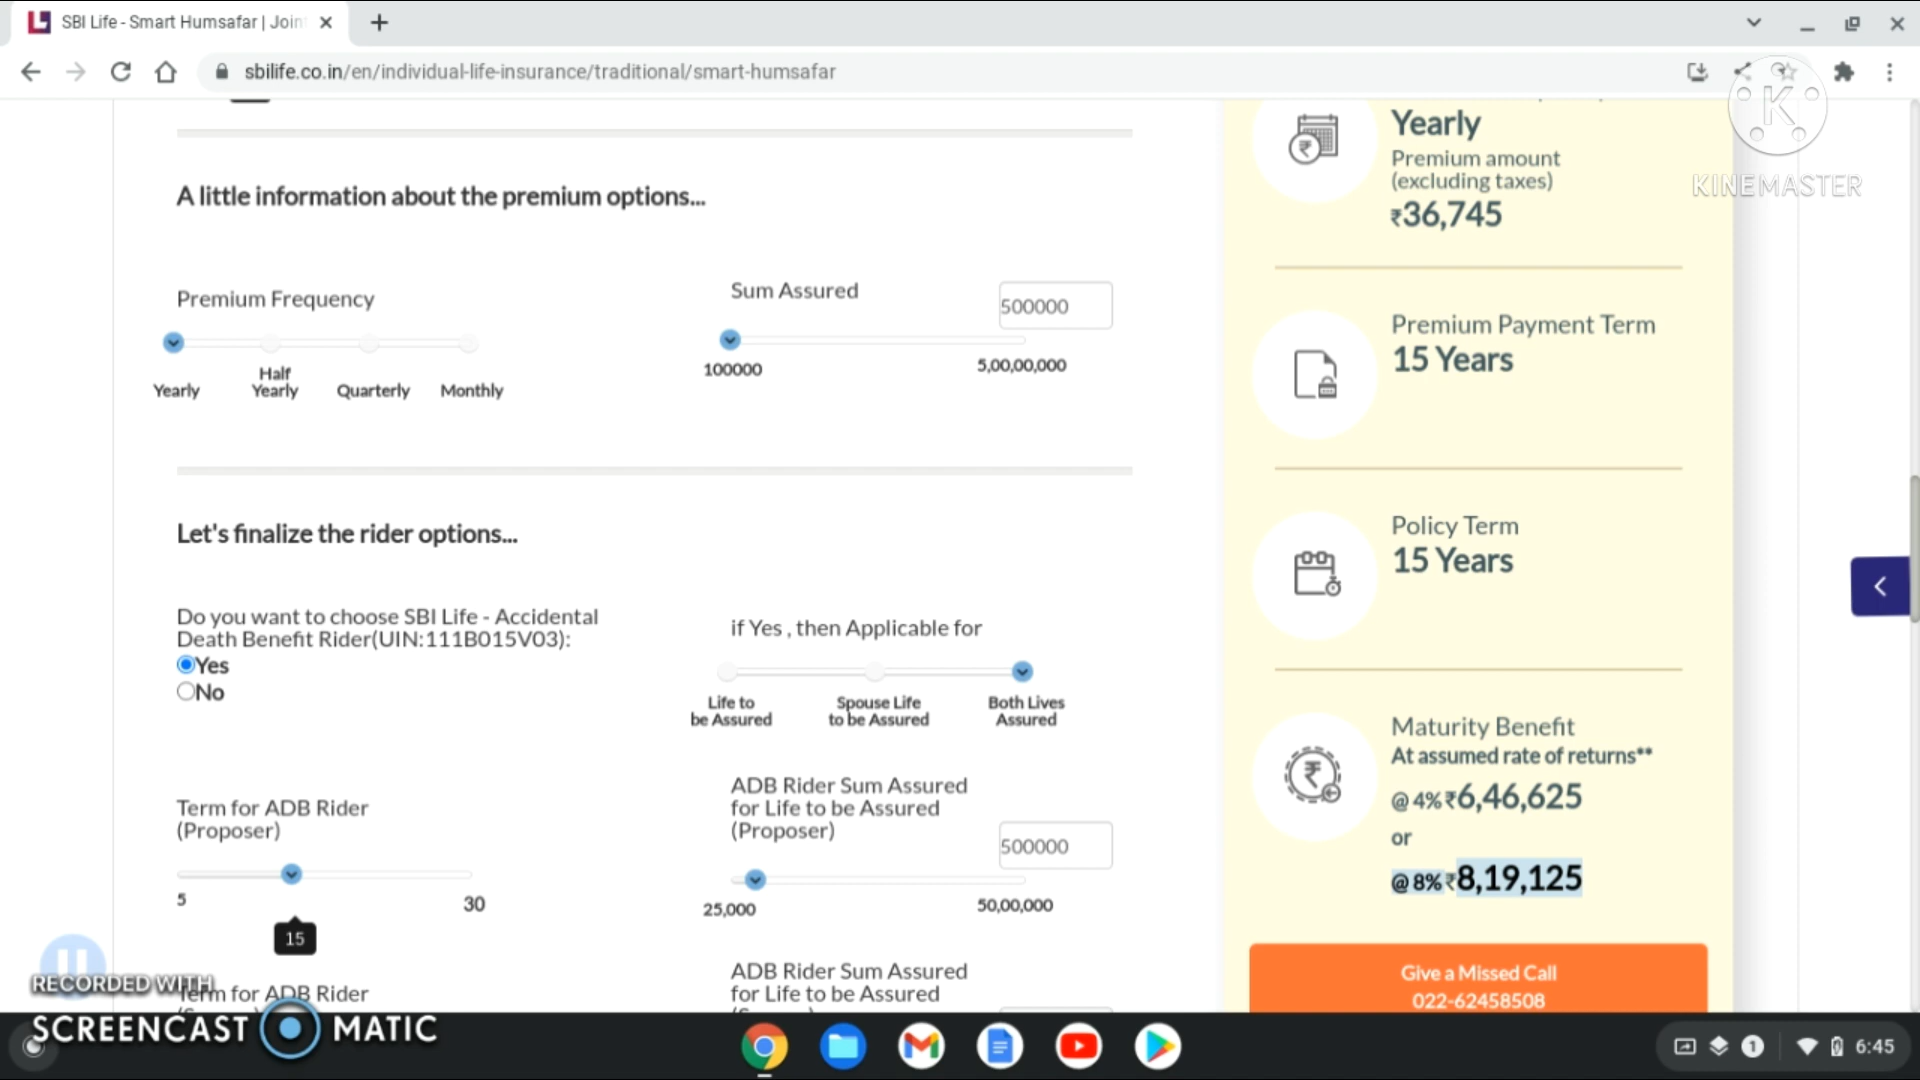 SBI Life - Smart Humsafar | Join
sbilife.co.in/en/individual-life-insurance/traditional/smart-humsafar
KINEMASTER
A little information about the premium options...
Premium Frequency
Yearly
Half
Yearly
Quarterly
Monthly
Sum Assured
500000
100000
5,00,00,000
Let's finalize the rider options...
Do you want to choose SBI Life - Accidental
Death Benefit Rider(UIN:111B015V03):
Yes
No
if Yes , then Applicable for
Life to
be Assured
Spouse Life
to be Assured
Both Lives
Assured
Term for ADB Rider
(Proposer)
5
30
15
ADB Rider Sum Assured
for Life to be Assured
(Proposer)
500000
25,000
50,00,000
Term for ADB Rider
ADB Rider Sum Assured
for Life to be Assured
Yearly
Premium amount
(excluding taxes)
₹36,745
Premium Payment Term
15 Years
Policy Term
15 Years
Maturity Benefit
At assumed rate of returns**
@ 4% ₹6,46,625
or
@ 8% ₹8,19,125
Give a Missed Call
022-62458508
RECORDED WITH
SCREENCAST MATIC
1
6:45